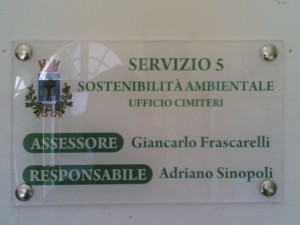 SERVIZIO 5
SOSTENIBILITÀ AMBIENTALE
UFFICIO CIMITERI
ASSESSORE Giancarlo Frascarelli
RESPONSABILE Adriano Sinopoli